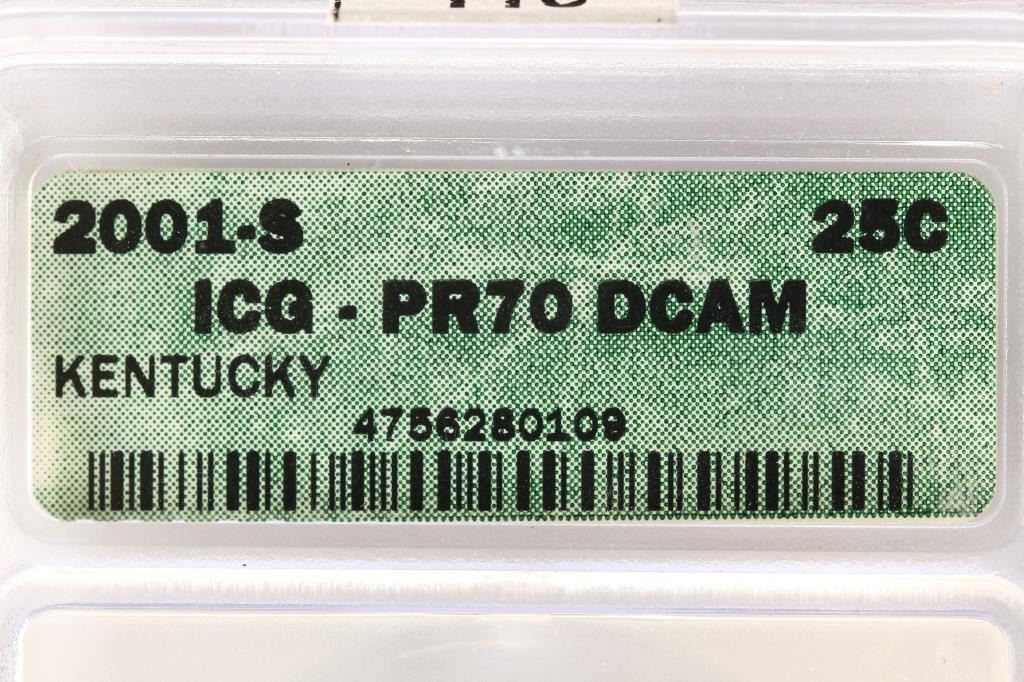 2001-S 25C
ICG - PR70 DCAM
KENTUCKY
4756280109